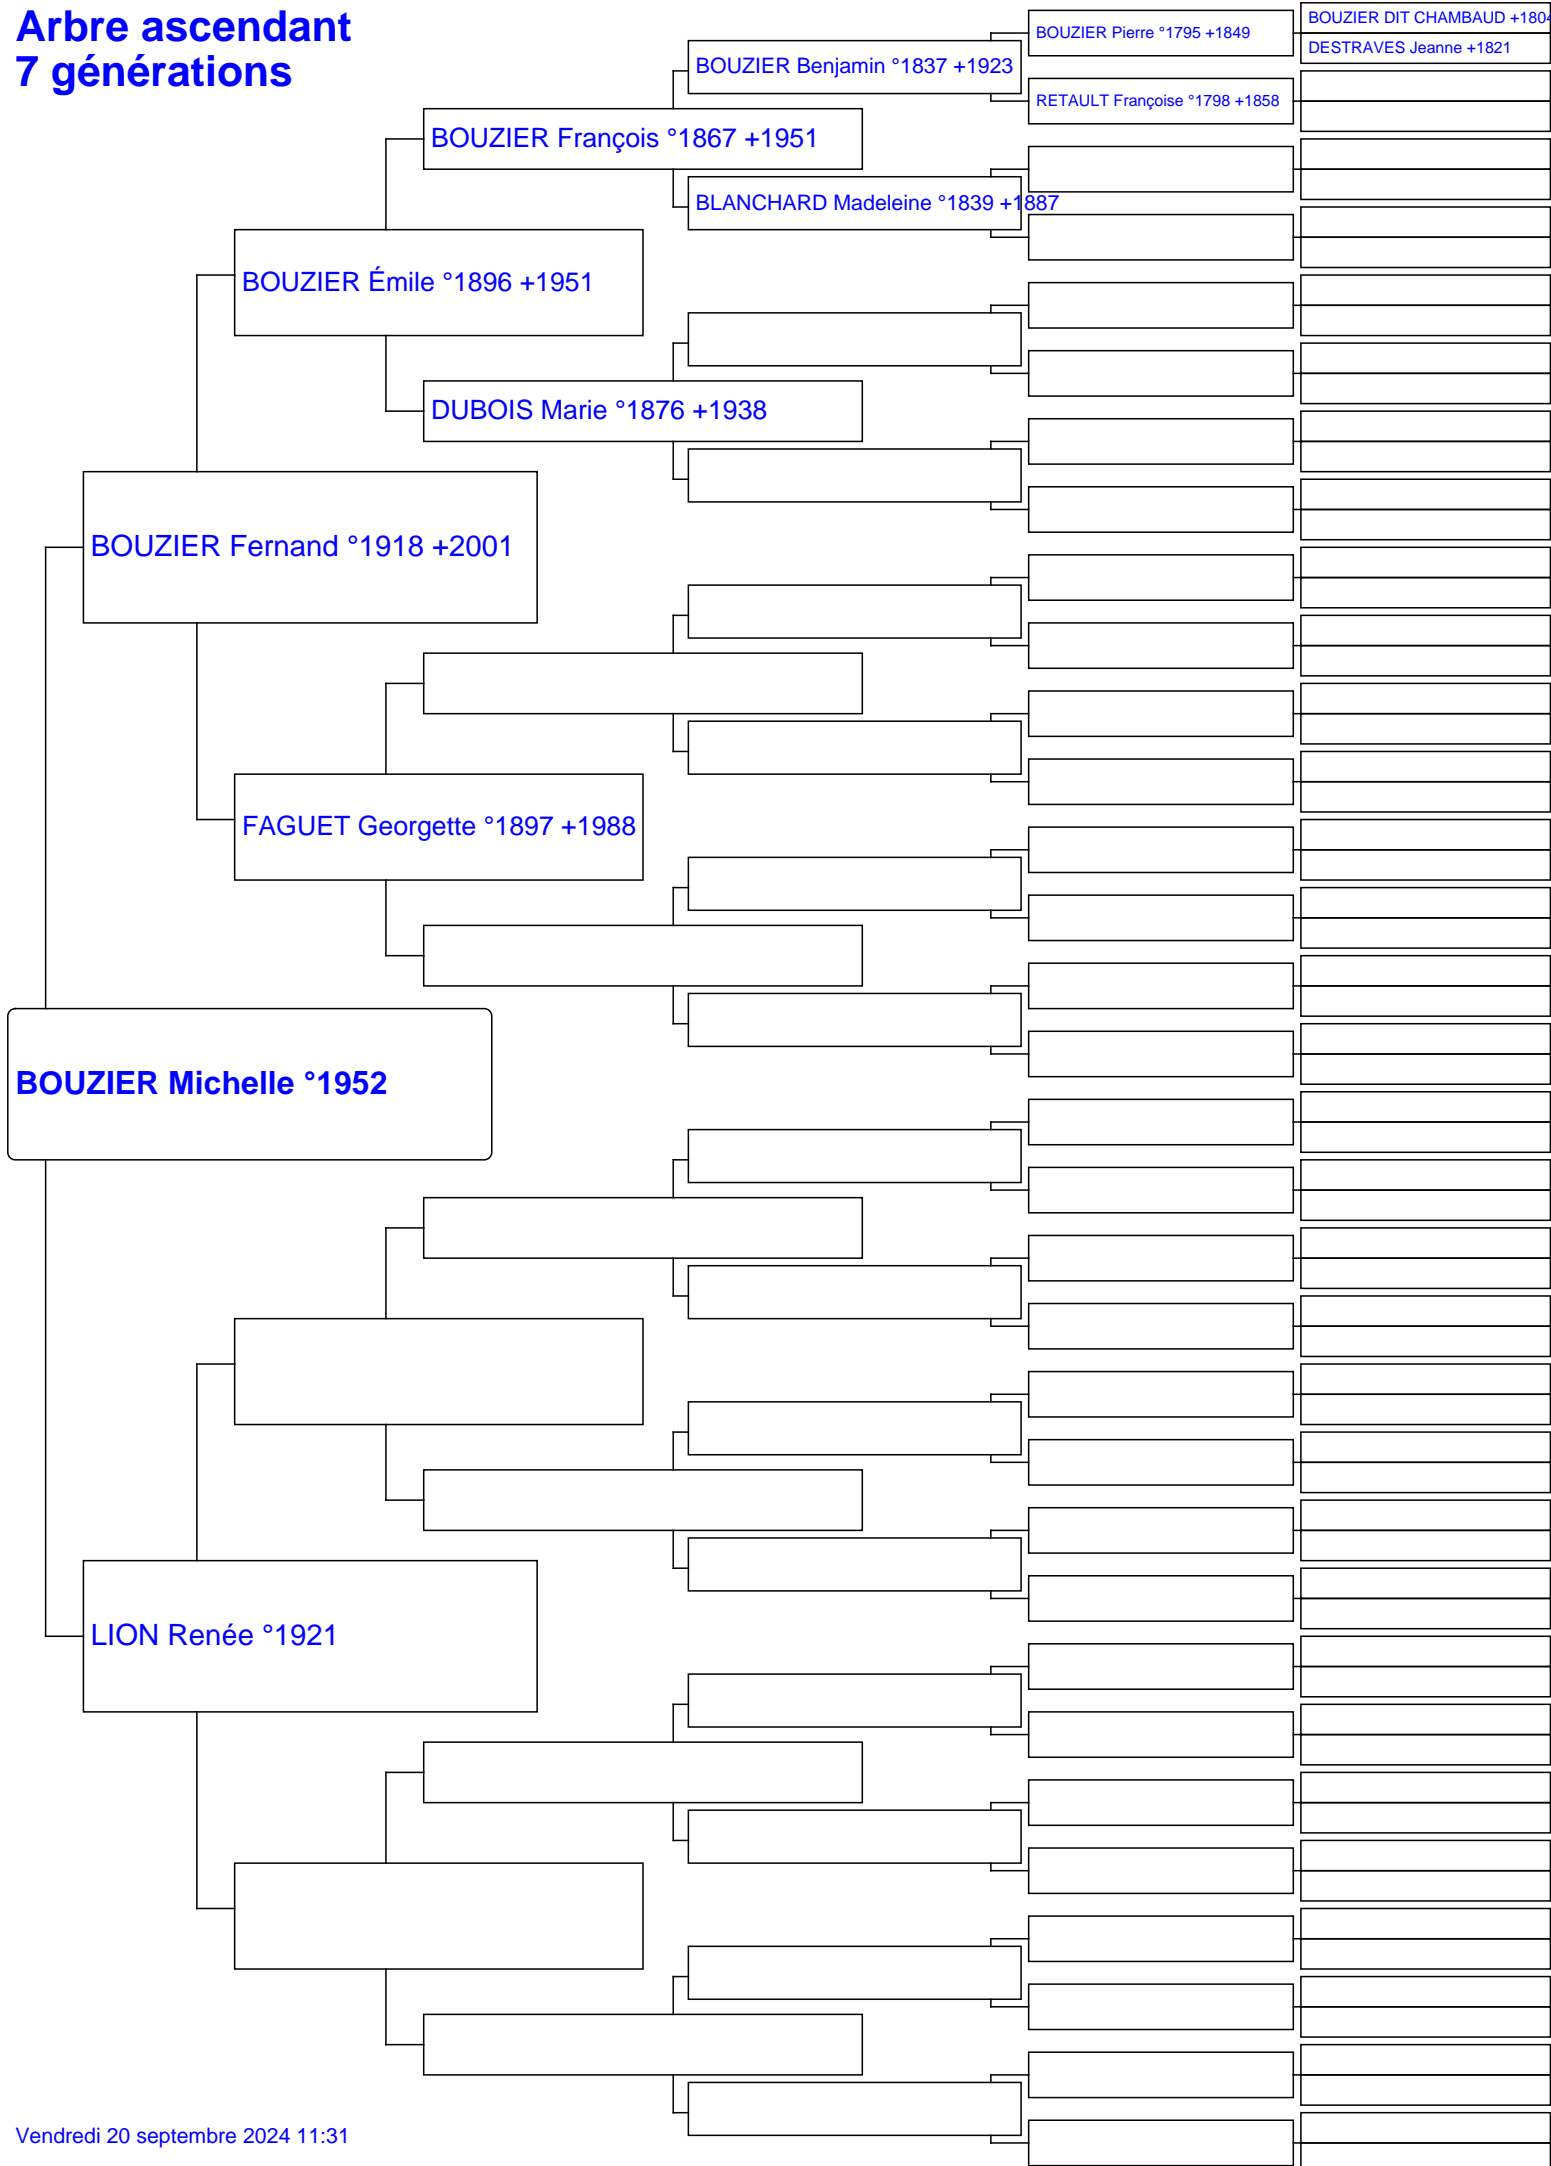 Arbre ascendant
7 générations
BOUZIER DIT CHAMBAUD +1804
BOUZIER Pierre °1795 +1849
DESTRAVES Jeanne +1821
BOUZIER Benjamin °1837 +1923
RETAULT Françoise °1798 +1858
BOUZIER François °1867 +1951
BLANCHARD Madeleine °1839 +1887
BOUZIER Émile °1896 +1951
DUBOIS Marie °1876 +1938
BOUZIER Fernand °1918 +2001
FAGUET Georgette °1897 +1988
BOUZIER Michelle °1952
LION Renée °1921
Vendredi 20 septembre 2024 11:31